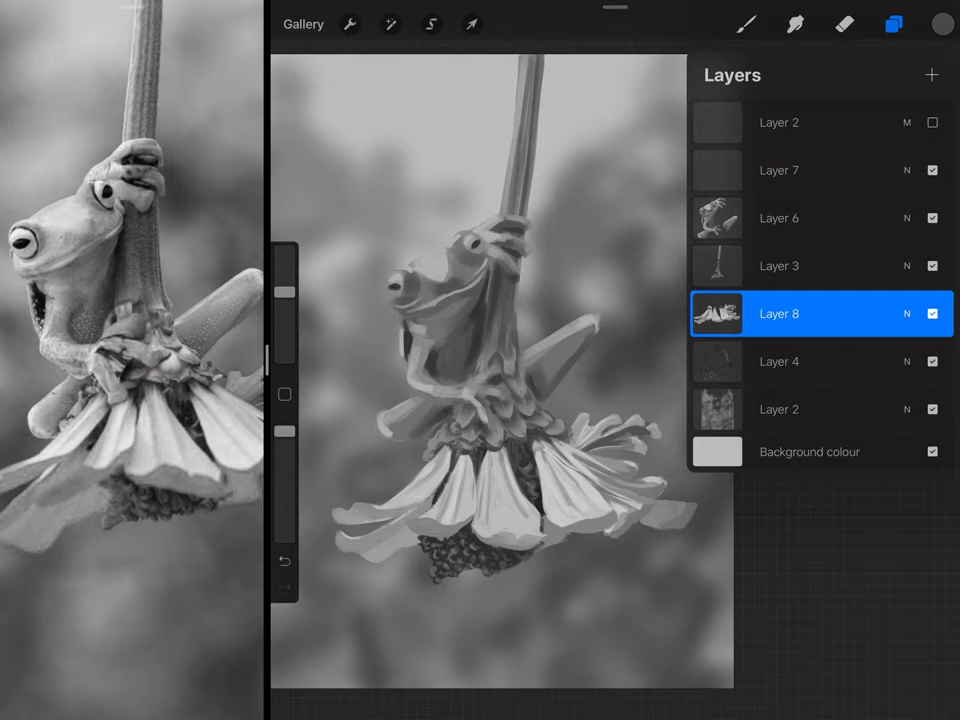 Gallery
Layers
Layer 2 M
Layer 7 N
Layer 6 N
Layer 3 N
Layer 8 N
Layer 4 N
Layer 2 N
Background colour